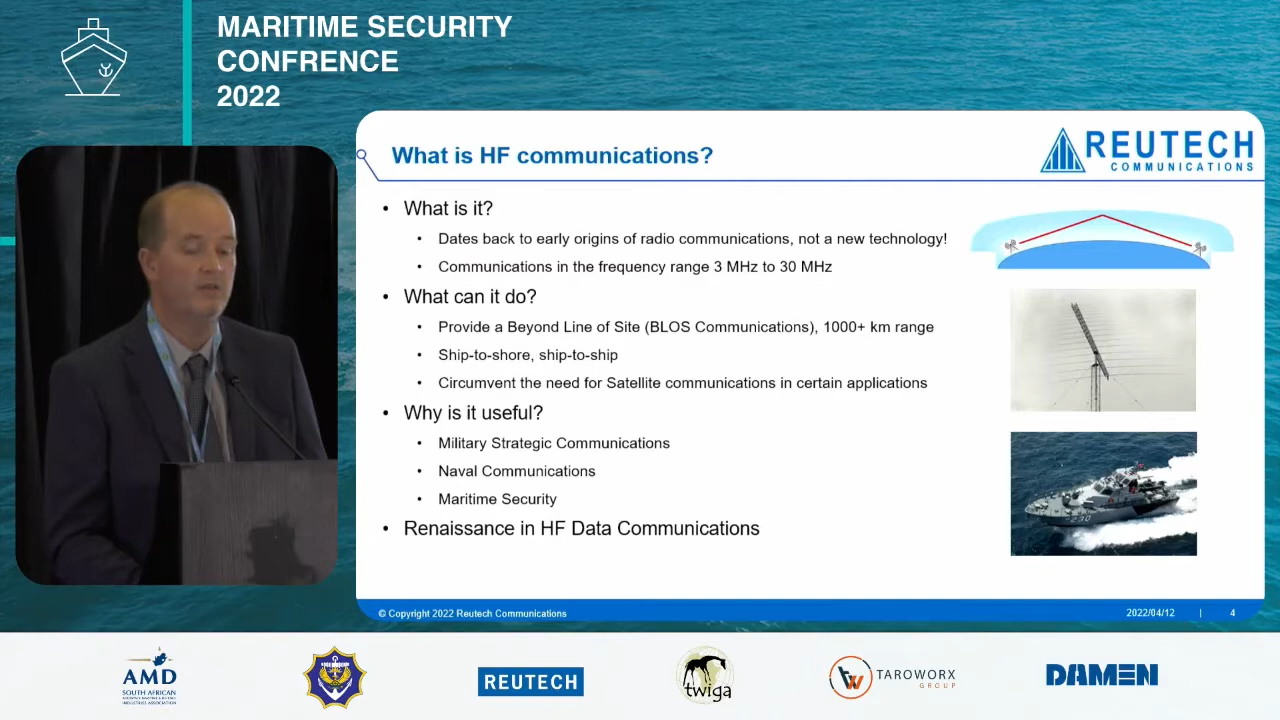 MARITIME SECURITY
CONFRENCE
2022
What is HF communications?
REUTECH
COMMUNICATIONS
• What is it?
• Dates back to early origins of radio communications, not a new technology!
• Communications in the frequency range 3 MHz to 30 MHz
• What can it do?
• Provide a Beyond Line of Site (BLOS Communications), 1000+ km range
• Ship-to-shore, ship-to-ship
• Circumvent the need for Satellite communications in certain applications
• Why is it useful?
• Military Strategic Communications
• Naval Communications
• Maritime Security
• Renaissance in HF Data Communications
230
© Copyright 2022 Reutech Communications
2022/04/12 | 4
AMD
SOUTH AFRICAN
INDUSTRIES ASSOCIATION
REUTECH
twiga
TAROWORX
GROUP
DAMEN